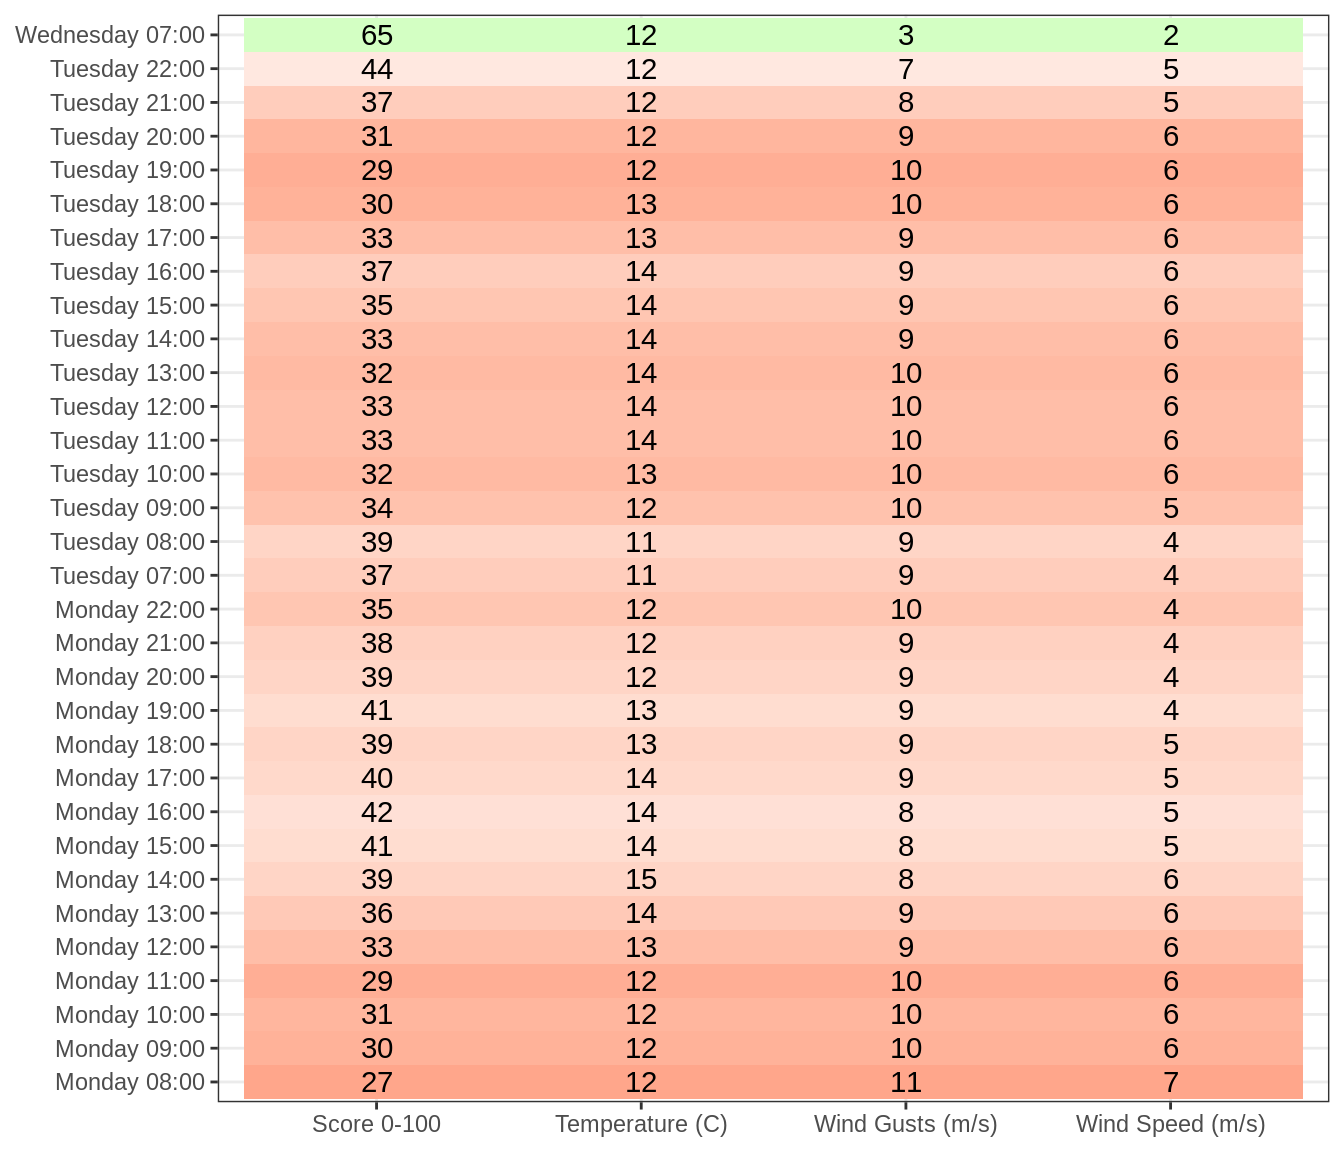 Wednesday 07:00 65 12 3 2
Tuesday 22:00 44 12 7 5
Tuesday 21:00 37 12 8 5
Tuesday 20:00 31 12 9 6
Tuesday 19:00 29 12 10 6
Tuesday 18:00 30 13 10 6
Tuesday 17:00 33 13 9 6
Tuesday 16:00 37 14 9 6
Tuesday 15:00 35 14 9 6
Tuesday 14:00 33 14 9 6
Tuesday 13:00 32 14 10 6
Tuesday 12:00 33 14 10 6
Tuesday 11:00 33 14 10 6
Tuesday 10:00 32 13 10 6
Tuesday 09:00 34 12 10 5
Tuesday 08:00 39 11 9 4
Tuesday 07:00 37 11 9 4
Monday 22:00 35 12 10 4
Monday 21:00 38 12 9 4
Monday 20:00 39 12 9 4
Monday 19:00 41 13 9 4
Monday 18:00 39 13 9 5
Monday 17:00 40 14 9 5
Monday 16:00 42 14 8 5
Monday 15:00 41 14 8 5
Monday 14:00 39 15 8 6
Monday 13:00 36 14 9 6
Monday 12:00 33 13 9 6
Monday 11:00 29 12 10 6
Monday 10:00 31 12 10 6
Monday 09:00 30 12 10 6
Monday 08:00 27 12 11 7
Score 0-100 Temperature (C) Wind Gusts (m/s) Wind Speed (m/s)